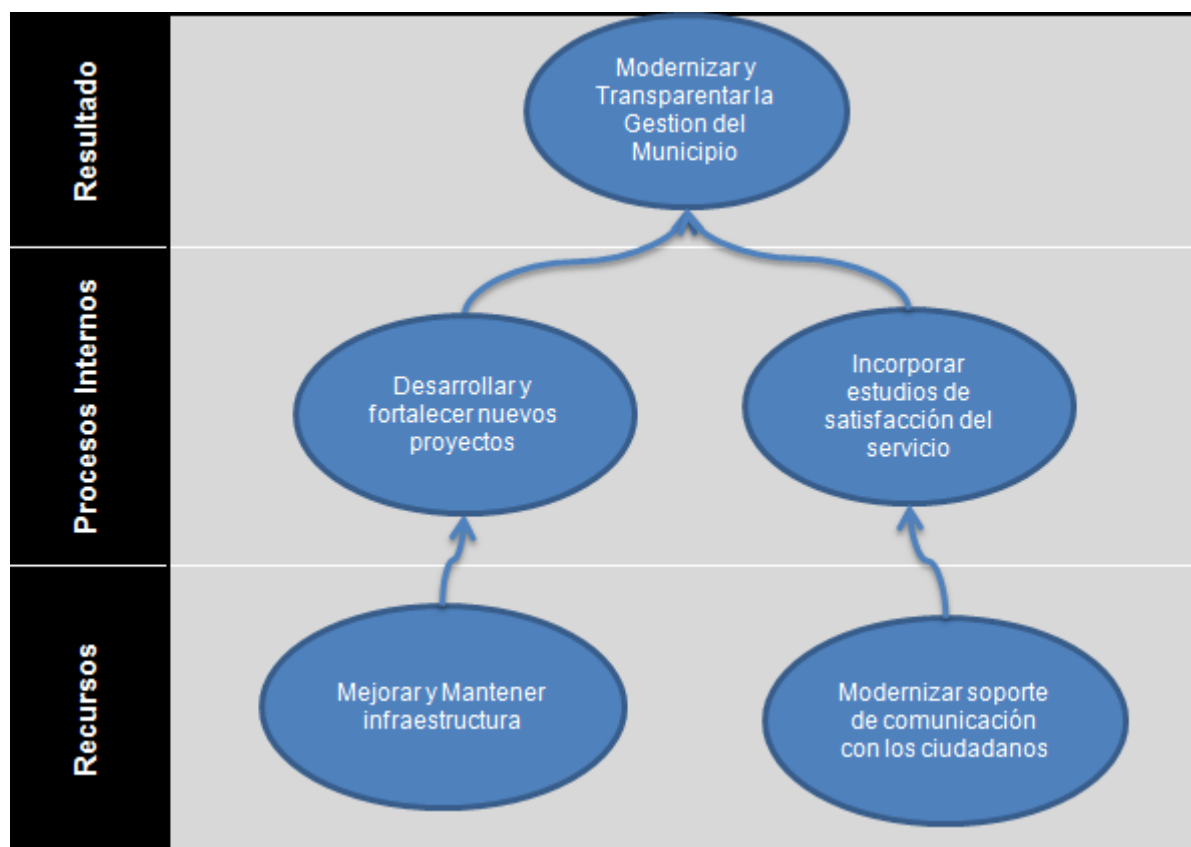 Resultado
Modernizar y
Transparentar la
Gestion del
Municipio
Procesos Internos
Desarrollar y
fortalecer nuevos
proyectos
Incorporar
estudios de
satisfacción del
servicio
Recursos
Mejorar y Mantener
infraestructura
Modernizar soporte
de comunicación
con los ciudadanos